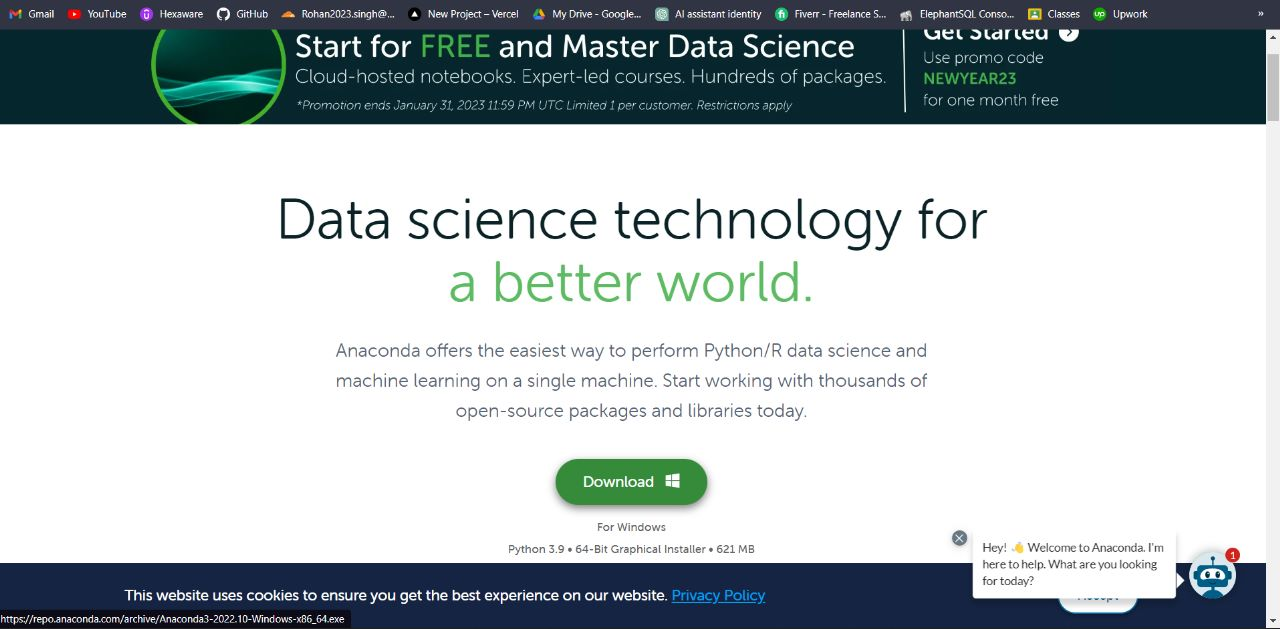 Gmail YouTube Hexaware GitHub Rohan2023.singh@... New Project – Vercel My Drive - Google... AI assistant identity Fiverr - Freelance S... ElephantSQL Conso... Classes up Upwork »
Start for FREE and Master Data Science
Cloud-hosted notebooks. Expert-led courses. Hundreds of packages.
*Promotion ends January 31, 2023 11:59 PM UTC Limited 1 per customer. Restrictions apply
Get Started
Use promo code
NEWYEAR23
for one month free
Data science technology for
a better world.
Anaconda offers the easiest way to perform Python/R data science and
machine learning on a single machine. Start working with thousands of
open-source packages and libraries today.
Download
For Windows
Python 3.9 • 64-Bit Graphical Installer • 621 MB
Hey! 👋 Welcome to Anaconda. I'm
here to help. What are you looking
for today?
1
This website uses cookies to ensure you get the best experience on our website. Privacy Policy
Accept
https://repo.anaconda.com/archive/Anaconda3-2022.10-Windows-x86_64.exe